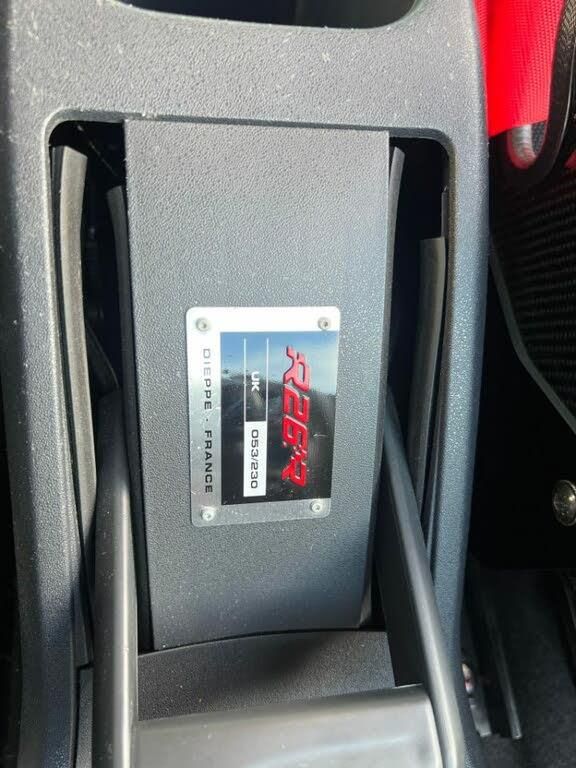 R26.R
UK 053/230
DIEPPE · FRANCE